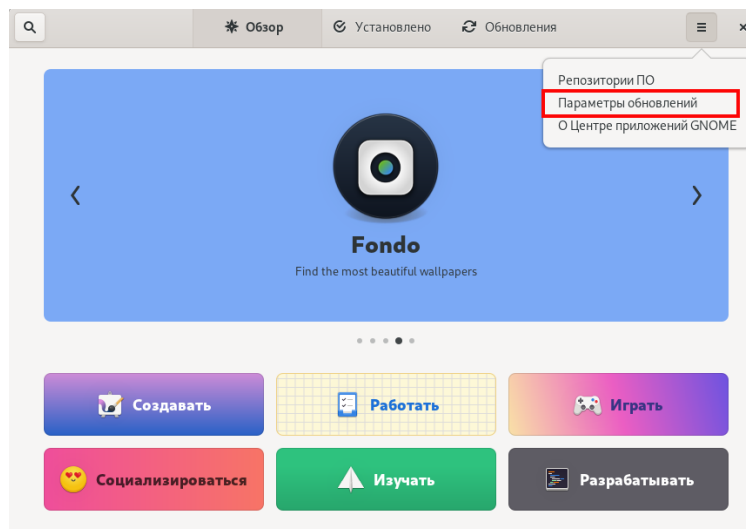 Обзор
Установлено
Обновления
Репозитории ПО
Параметры обновлений
О Центре приложений GNOME
Fondo
Find the most beautiful wallpapers
Создавать
Работать
Играть
Социализироваться
Изучать
Разрабатывать